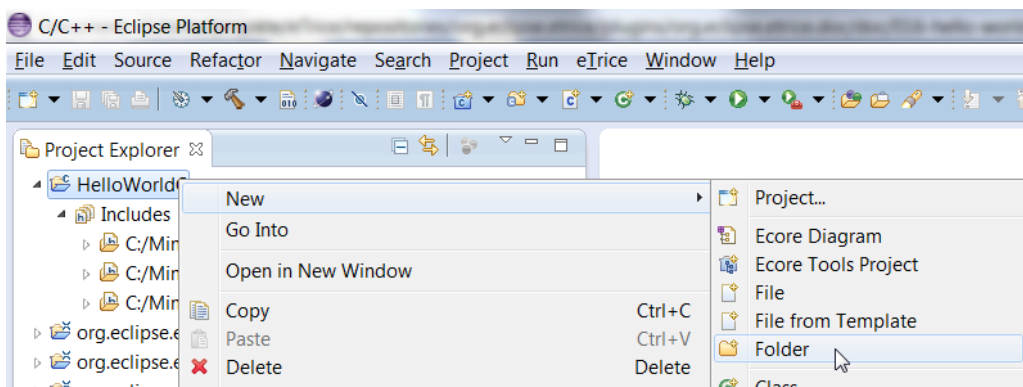 C/C++ - Eclipse Platform
File Edit Source Refactor Navigate Search Project Run eTrice Window Help
Project Explorer
HelloWorldC
Includes
C:/Min
C:/Min
C:/Min
org.eclipse.e
org.eclipse.e
New
Go Into
Open in New Window
Copy Ctrl+C
Paste Ctrl+V
Delete Delete
Project...
Ecore Diagram
Ecore Tools Project
File
File from Template
Folder
Class